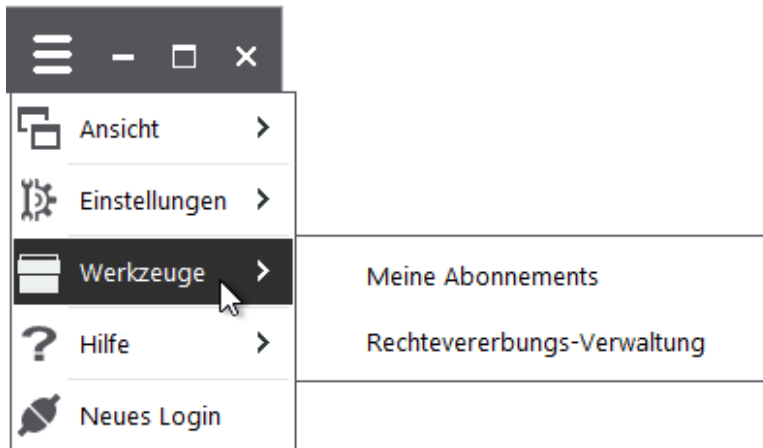 Ansicht
Einstellungen
Werkzeuge
Meine Abonnements
Rechtevererbungs-Verwaltung
Hilfe
Neues Login